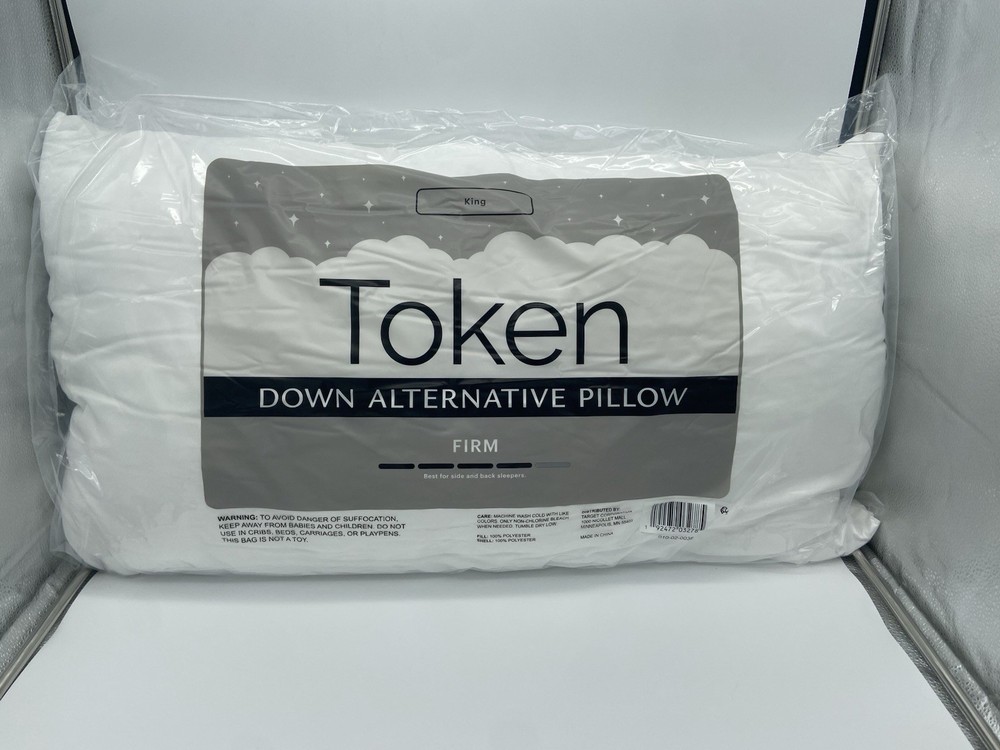 King
Token
DOWN ALTERNATIVE PILLOW
FIRM
Best for side and back sleepers.
WARNING: TO AVOID DANGER OF SUFFOCATION,
KEEP AWAY FROM BABIES AND CHILDREN. DO NOT
USE IN CRIBS, BEDS, CARRIAGES, OR PLAYPENS.
THIS BAG IS NOT A TOY.
CARE: MACHINE WASH COLD WITH LIKE
COLORS. ONLY NON-CHLORINE BLEACH
WHEN NEEDED. TUMBLE DRY LOW.
FILL: 100% POLYESTER
SHELL: 100% POLYESTER
DISTRIBUTED BY
TARGET CORPORATION
1000 NICOLLET MALL
MINNEAPOLIS, MN
MADE IN CHINA